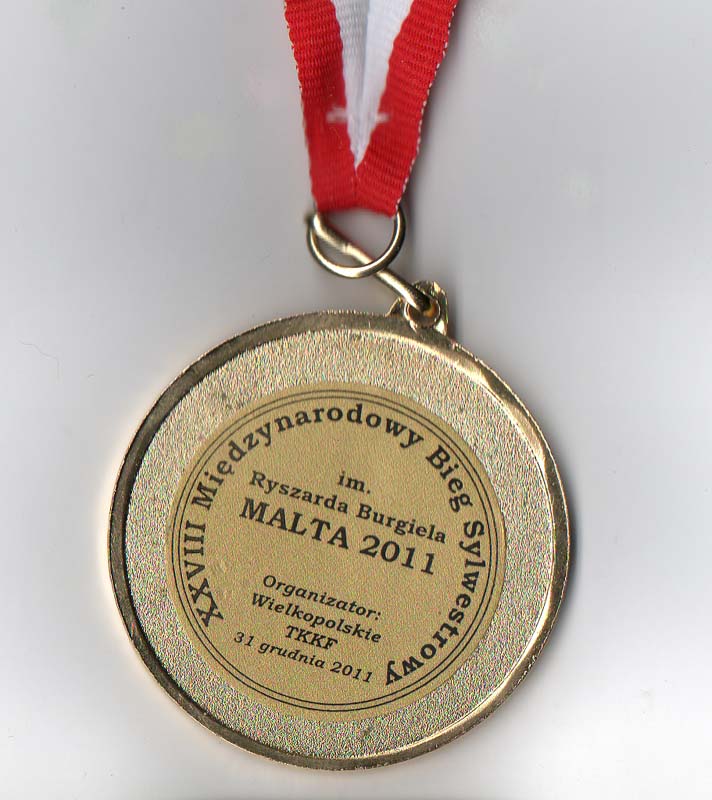 XXVIII Międzynarodowy Bieg Sylwestrowy
im.
Ryszarda Burgiela
MALTA 2011
Organizator:
Wielkopolskie
TKKF
31 grudnia 2011